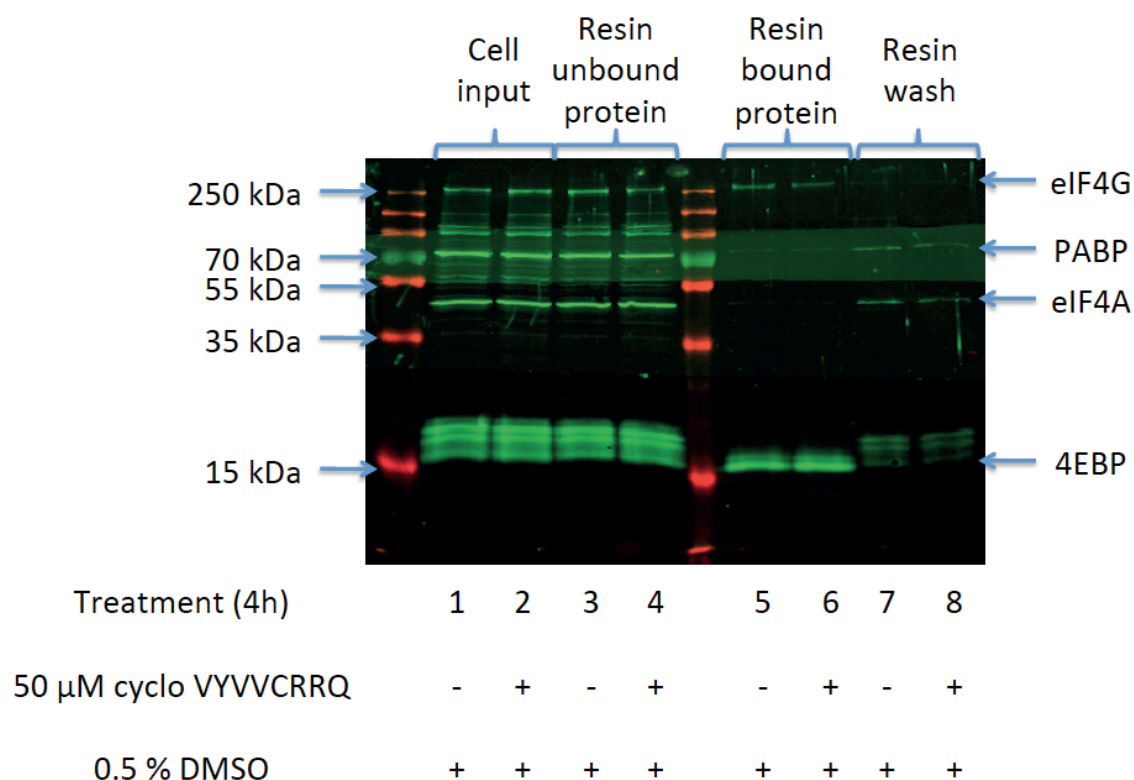 Cell
input
Resin
unbound
protein
Resin
bound
protein
Resin
wash
250 kDa
70 kDa
55 kDa
35 kDa
15 kDa
eIF4G
PABP
eIF4A
4EBP
Treatment (4h) 1 2 3 4 5 6 7 8
50 µM cyclo VYVVCRRQ - + - + - + - +
0.5 % DMSO + + + + + + + +